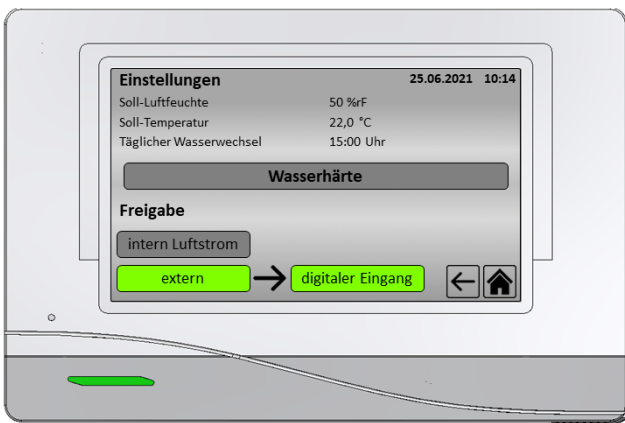 Einstellungen 25.06.2021 10:14
Soll-Luftfeuchte 50 %rF
Soll-Temperatur 22,0 °C
Täglicher Wasserwechsel 15:00 Uhr
Wasserhärte
Freigabe
intern Luftstrom
extern digitaler Eingang